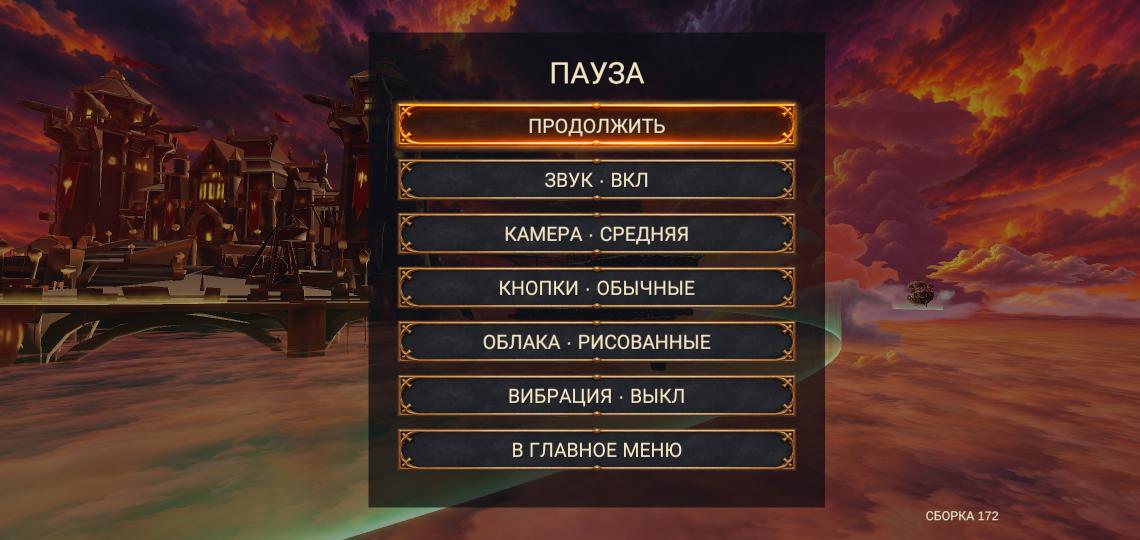 ПАУЗА
ПРОДОЛЖИТЬ
ЗВУК · ВКЛ
КАМЕРА · СРЕДНЯЯ
КНОПКИ · ОБЫЧНЫЕ
ОБЛАКА · РИСОВАННЫЕ
ВИБРАЦИЯ · ВЫКЛ
В ГЛАВНОЕ МЕНЮ
СБОРКА 172